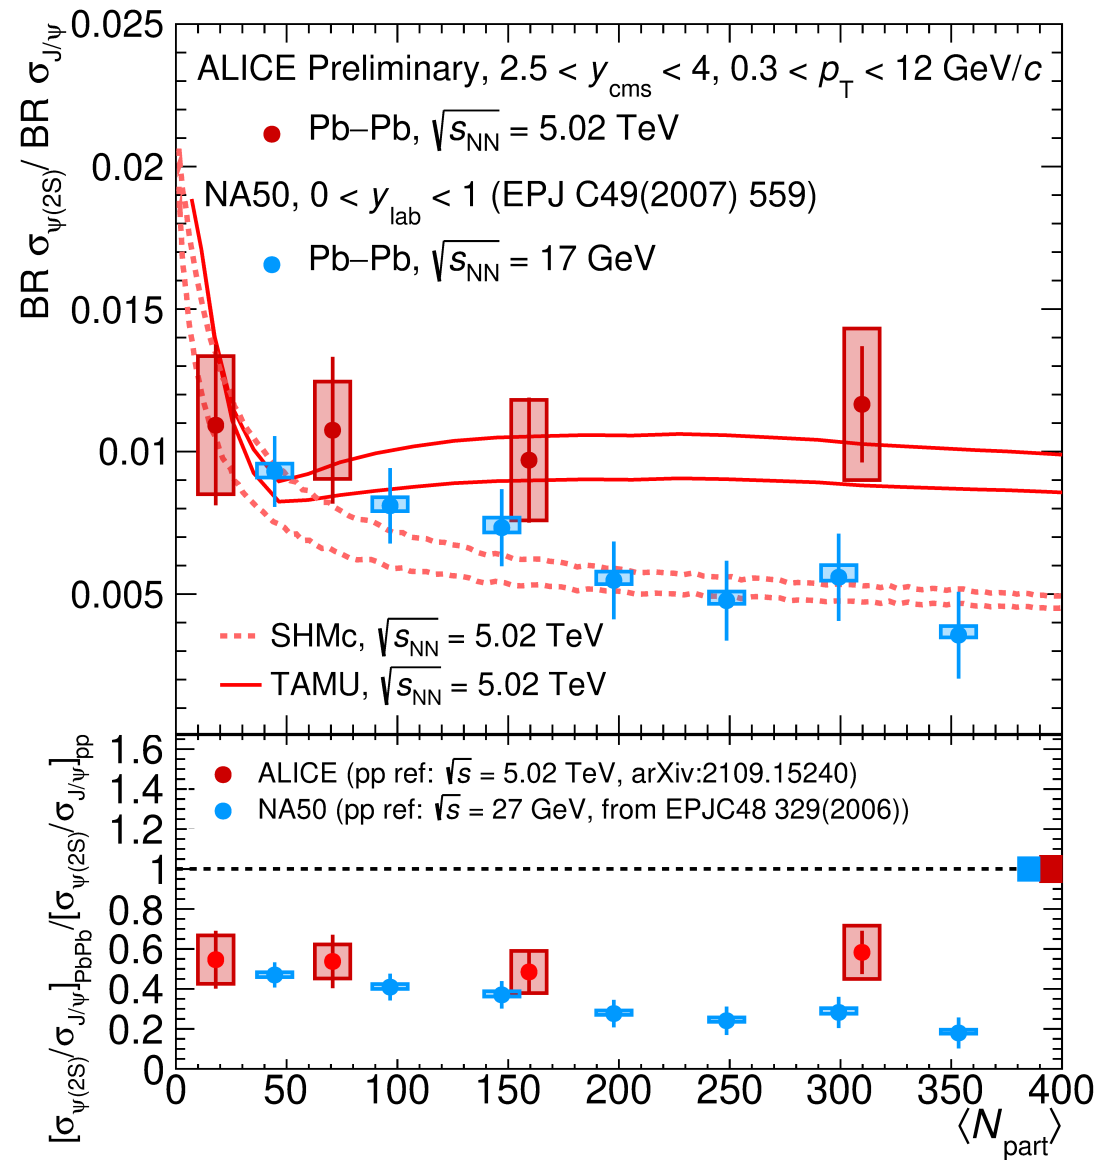 0.025
ALICE Preliminary, 2.5 < y_cms < 4, 0.3 < p_T < 12 GeV/c
Pb−Pb, √s_NN = 5.02 TeV
0.02
NA50, 0 < y_lab < 1 (EPJ C49(2007) 559)
Pb−Pb, √s_NN = 17 GeV
0.015
0.01
0.005
SHMc, √s_NN = 5.02 TeV
TAMU, √s_NN = 5.02 TeV
BR σ_ψ(2S)/ BR σ_J/ψ
1.6
1.4
1.2
1
0.8
0.6
0.4
0.2
0
ALICE (pp ref: √s = 5.02 TeV, arXiv:2109.15240)
NA50 (pp ref: √s = 27 GeV, from EPJC48 329(2006))
[σ_ψ(2S)/σ_J/ψ]_PbPb/[σ_ψ(2S)/σ_J/ψ]_pp
0 50 100 150 200 250 300 350 400
⟨N_part⟩